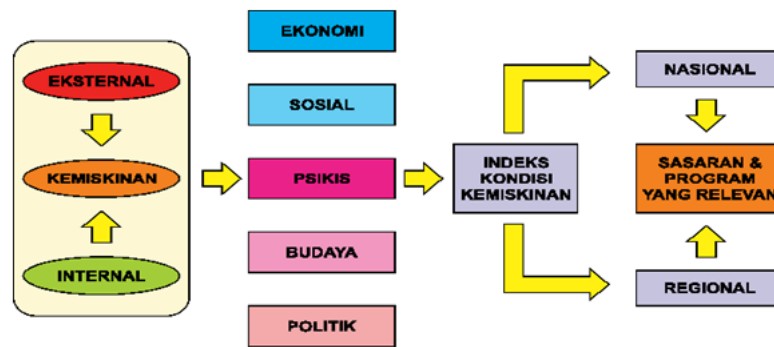 EKSTERNAL
KEMISKINAN
INTERNAL
EKONOMI
SOSIAL
PSIKIS
BUDAYA
POLITIK
INDEKS
KONDISI
KEMISKINAN
NASIONAL
SASARAN &
PROGRAM
YANG RELEVAN
REGIONAL